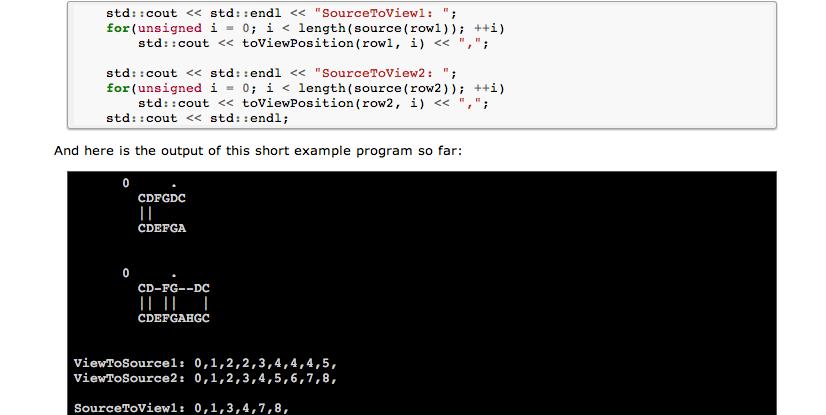 std::cout << std::endl << "SourceToView1: ";
for(unsigned i = 0; i < length(source(row1)); ++i)
std::cout << toViewPosition(row1, i) << ",";
std::cout << std::endl << "SourceToView2: ";
for(unsigned i = 0; i < length(source(row2)); ++i)
std::cout << toViewPosition(row2, i) << ",";
std::cout << std::endl;
And here is the output of this short example program so far:
0     .
CDFGDC
||
CDEFGA
0     .
CD-FG--DC
|| ||   |
CDEFGAHGC
ViewToSource1: 0,1,2,2,3,4,4,4,5,
ViewToSource2: 0,1,2,3,4,5,6,7,8,
SourceToView1: 0,1,3,4,7,8,